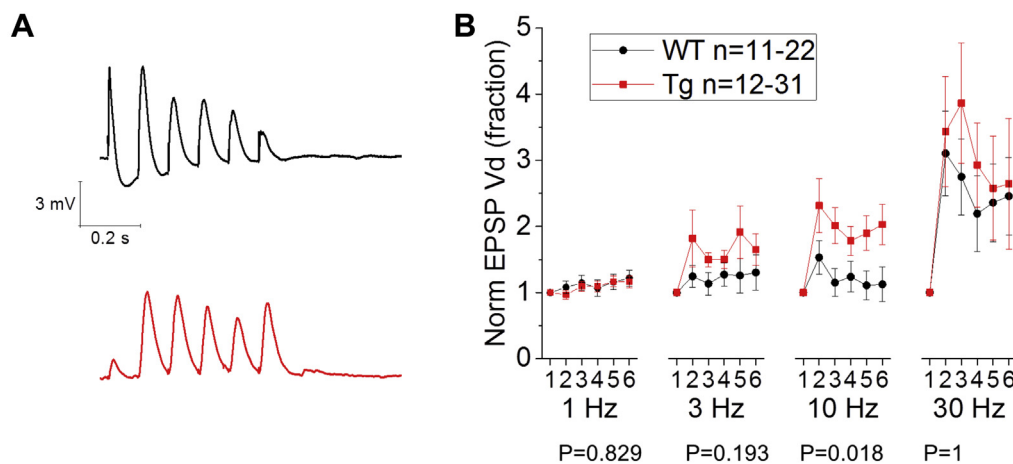 A
3 mV
0.2 s
B
Norm EPSP Vd (fraction)
5
4
3
2
1
0
WT n=11-22
Tg n=12-31
123456 123456 123456 123456
1 Hz 3 Hz 10 Hz 30 Hz
P=0.829 P=0.193 P=0.018 P=1